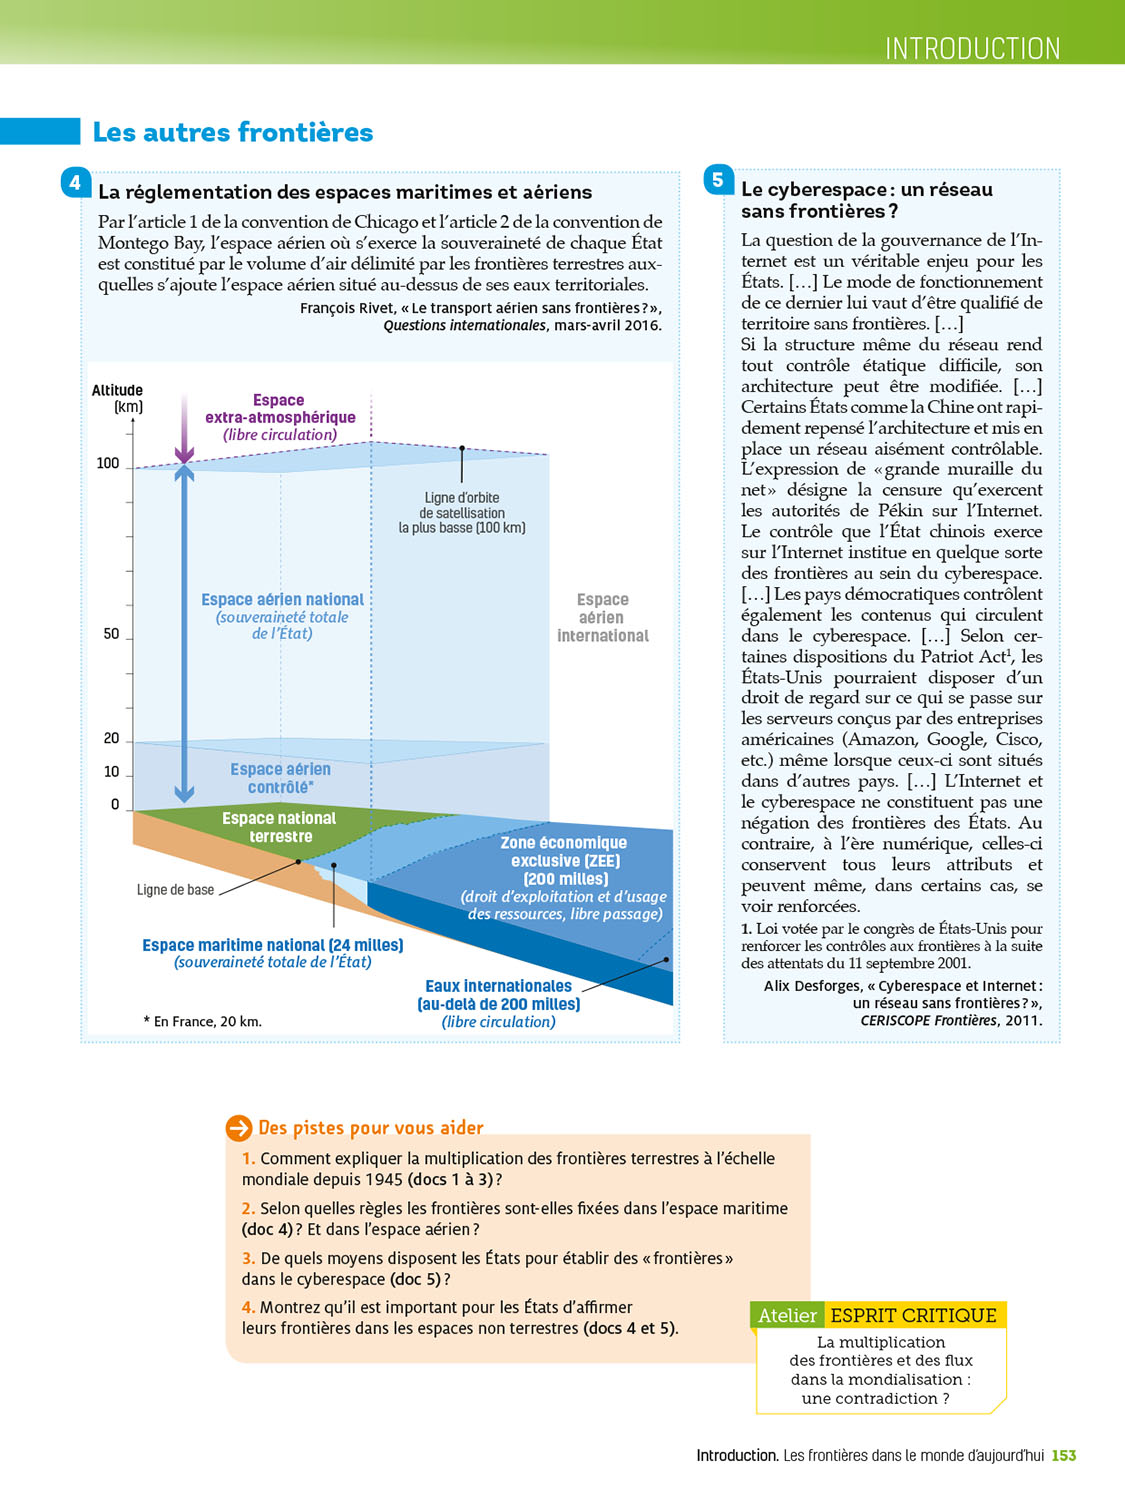 INTRODUCTION
Les autres frontières
4
La réglementation des espaces maritimes et aériens
Par l'article 1 de la convention de Chicago et l'article 2 de la convention de
Montego Bay, l'espace aérien où s'exerce la souveraineté de chaque État
est constitué par le volume d'air délimité par les frontières terrestres aux-
quelles s'ajoute l'espace aérien situé au-dessus de ses eaux territoriales.
François Rivet, « Le transport aérien sans frontières ? »,
Questions internationales, mars-avril 2016.
Altitude
(km)
100
50
20
10
0
Espace
extra-atmosphérique
(libre circulation)
Ligne d'orbite
de satellisation
la plus basse (100 km)
Espace aérien national
(souveraineté totale
de l'État)
Espace
aérien
international
Espace aérien
contrôlé*
Espace national
terrestre
Zone économique
exclusive (ZEE)
(200 milles)
(droit d'exploitation et d'usage
des ressources, libre passage)
Ligne de base
Espace maritime national (24 milles)
(souveraineté totale de l'État)
Eaux internationales
(au-delà de 200 milles)
(libre circulation)
* En France, 20 km.
5
Le cyberespace : un réseau
sans frontières ?
La question de la gouvernance de l'In-
ternet est un véritable enjeu pour les
États. […] Le mode de fonctionnement
de ce dernier lui vaut d'être qualifié de
territoire sans frontières. […]
Si la structure même du réseau rend
tout contrôle étatique difficile, son
architecture peut être modifiée. […]
Certains États comme la Chine ont rapi-
dement repensé l'architecture et mis en
place un réseau aisément contrôlable.
L'expression de « grande muraille du
net » désigne la censure qu'exercent
les autorités de Pékin sur l'Internet.
Le contrôle que l'État chinois exerce
sur l'Internet institue en quelque sorte
des frontières au sein du cyberespace.
[…] Les pays démocratiques contrôlent
également les contenus qui circulent
dans le cyberespace. […] Selon cer-
taines dispositions du Patriot Act1, les
États-Unis pourraient disposer d'un
droit de regard sur ce qui se passe sur
les serveurs conçus par des entreprises
américaines (Amazon, Google, Cisco,
etc.) même lorsque ceux-ci sont situés
dans d'autres pays. […] L'Internet et
le cyberespace ne constituent pas une
négation des frontières des États. Au
contraire, à l'ère numérique, celles-ci
conservent tous leurs attributs et
peuvent même, dans certains cas, se
voir renforcées.
1. Loi votée par le congrès de États-Unis pour
renforcer les contrôles aux frontières à la suite
des attentats du 11 septembre 2001.
Alix Desforges, « Cyberespace et Internet :
un réseau sans frontières ? »,
CERISCOPE Frontières, 2011.
Des pistes pour vous aider
1. Comment expliquer la multiplication des frontières terrestres à l'échelle
mondiale depuis 1945 (docs 1 à 3) ?
2. Selon quelles règles les frontières sont-elles fixées dans l'espace maritime
(doc 4) ? Et dans l'espace aérien ?
3. De quels moyens disposent les États pour établir des « frontières »
dans le cyberespace (doc 5) ?
4. Montrez qu'il est important pour les États d'affirmer
leurs frontières dans les espaces non terrestres (docs 4 et 5).
Atelier ESPRIT CRITIQUE
La multiplication
des frontières et des flux
dans la mondialisation :
une contradiction ?
Introduction. Les frontières dans le monde d'aujourd'hui 153